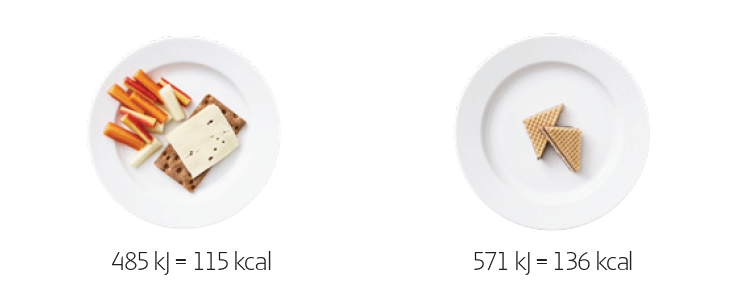 485 kJ = 115 kcal
571 kJ = 136 kcal